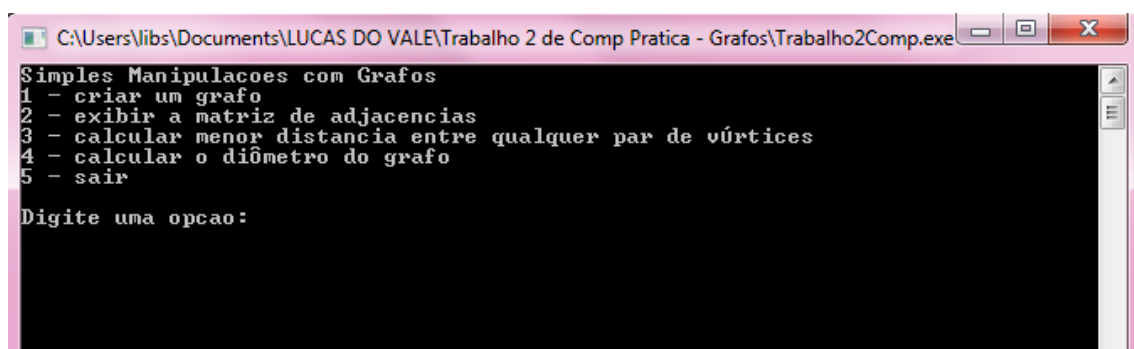 C:\Users\libs\Documents\LUCAS DO VALE\Trabalho 2 de Comp Pratica - Grafos\Trabalho2Comp.exe
Simples Manipulacoes com Grafos
1 - criar um grafo
2 - exibir a matriz de adjacencias
3 - calcular menor distancia entre qualquer par de vÚrtices
4 - calcular o diÔmetro do grafo
5 - sair
Digite uma opcao: